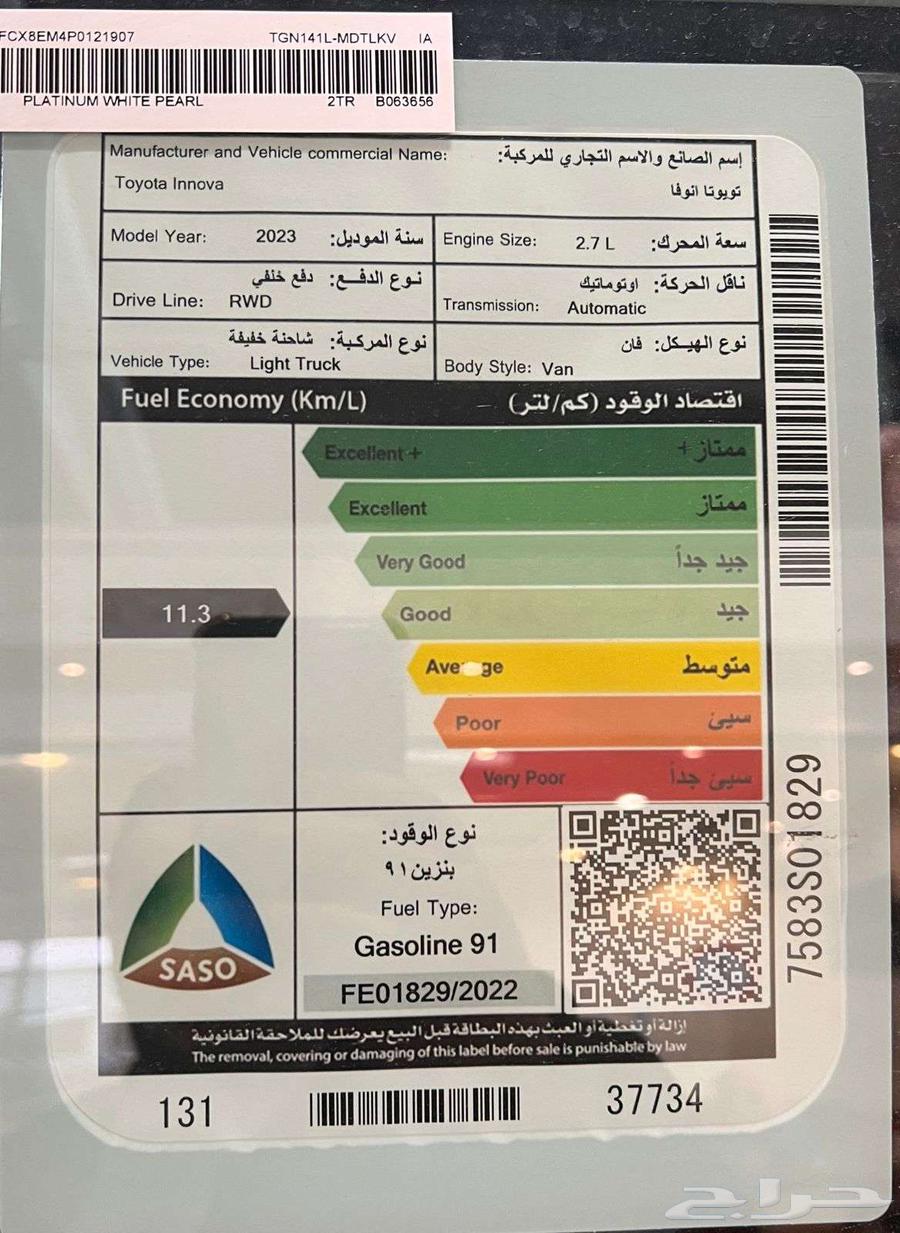 FCX8EM4P0121907 TGN141L-MDTLKV IA
PLATINUM WHITE PEARL 2TR B063656
Manufacturer and Vehicle commercial Name: إسم الصانع والاسم التجاري للمركبة:
Toyota Innova تويوتا انوفا
Model Year: 2023 سنة الموديل:
Engine Size: 2.7 L سعة المحرك:
نوع الدفع: دفع خلفي
Drive Line: RWD
ناقل الحركة: اوتوماتيك
Transmission: Automatic
نوع المركبة: شاحنة خفيفة
Vehicle Type: Light Truck
نوع الهيكل: فان
Body Style: Van
Fuel Economy (Km/L) اقتصاد الوقود (كم/لتر)
Excellent + ممتاز +
Excellent ممتاز
Very Good جيد جداً
11.3
Good جيد
Average متوسط
Poor سيئ
Very Poor سيئ جداً
SASO
نوع الوقود:
بنزين ٩١
Fuel Type:
Gasoline 91
FE01829/2022
7583S01829
إزالة أو تغطية أو العبث بهذه البطاقة قبل البيع يعرضك للملاحقة القانونية
The removal, covering or damaging of this label before sale is punishable by law
131 37734
حراج